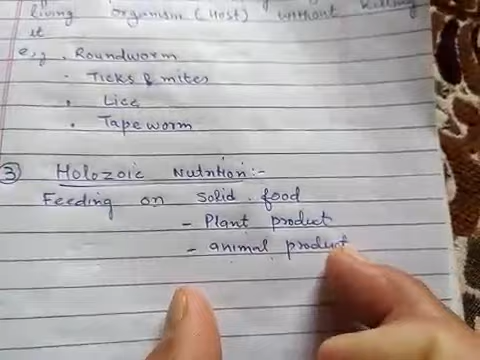 living organism (Host) without killing
it
e.g. Roundworm
· Ticks & mites
· Lice
· Tapeworm
③ Holozoic Nutrition:-
Feeding on solid food
- Plant product
- animal product